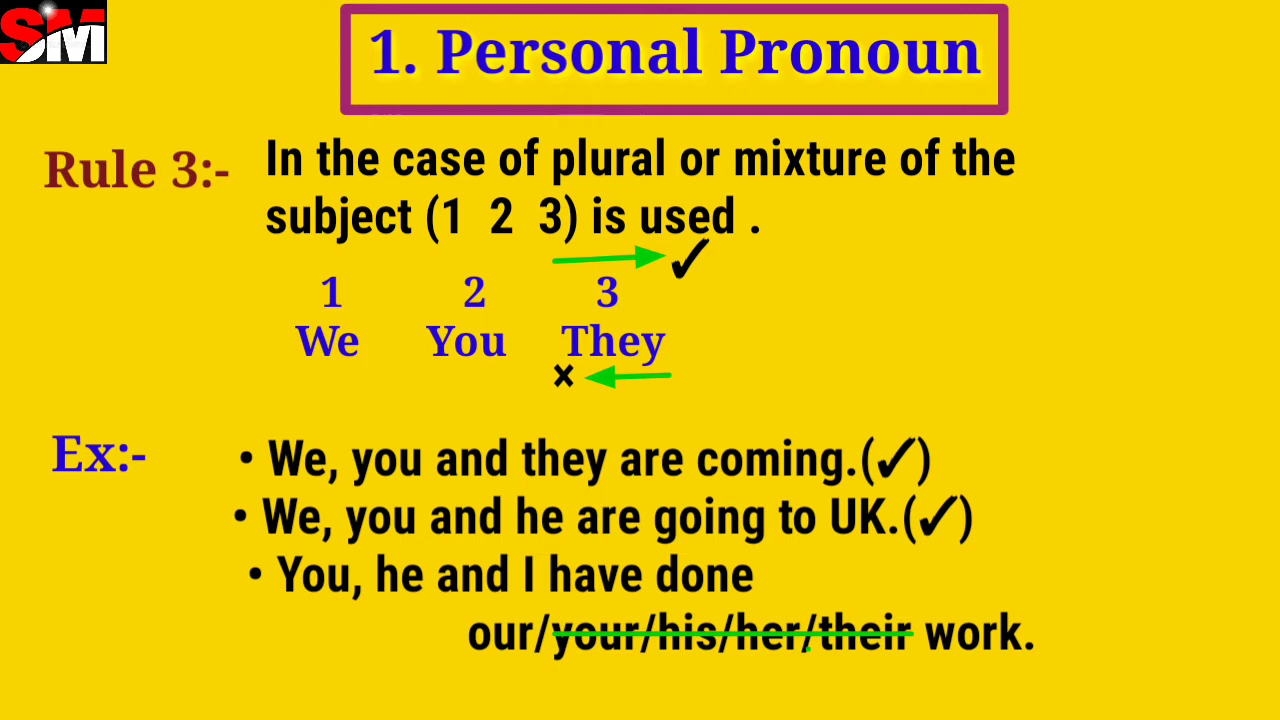 SIM
1. Personal Pronoun
Rule 3:- In the case of plural or mixture of the
subject (1 2 3) is used .
✓
1 2 3
We You They
×
Ex:- • We, you and they are coming.(✓)
• We, you and he are going to UK.(✓)
• You, he and I have done
our/your/his/her/their work.